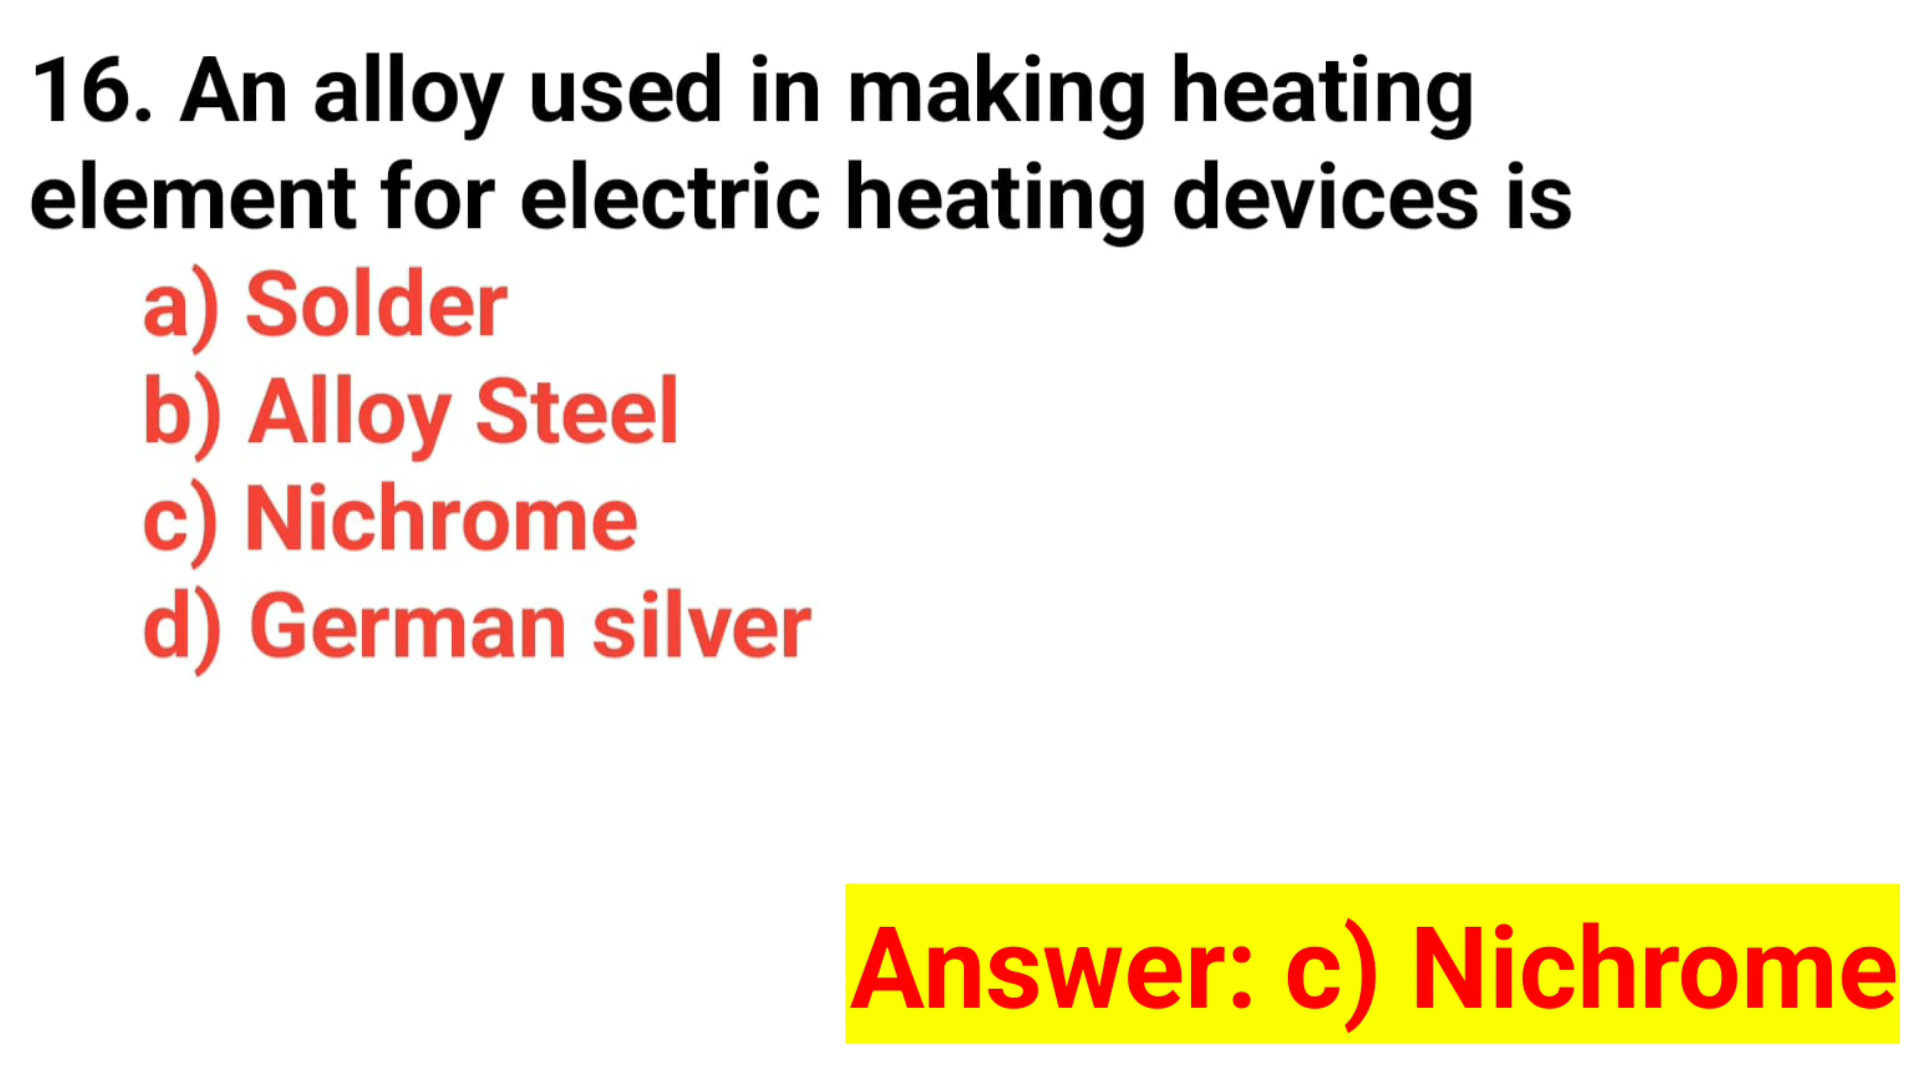 16. An alloy used in making heating
element for electric heating devices is
a) Solder
b) Alloy Steel
c) Nichrome
d) German silver
Answer: c) Nichrome